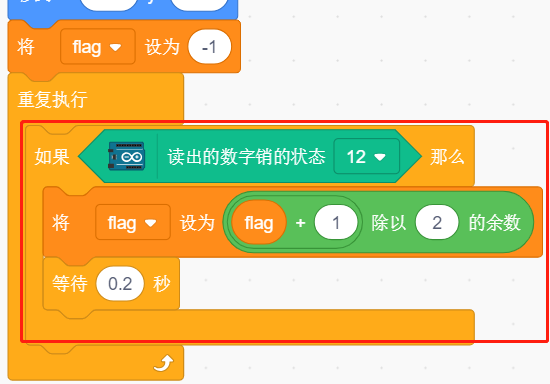 将 flag 设为 -1
重复执行
如果 读出的数字销的状态 12 那么
将 flag 设为 flag + 1 除以 2 的余数
等待 0.2 秒